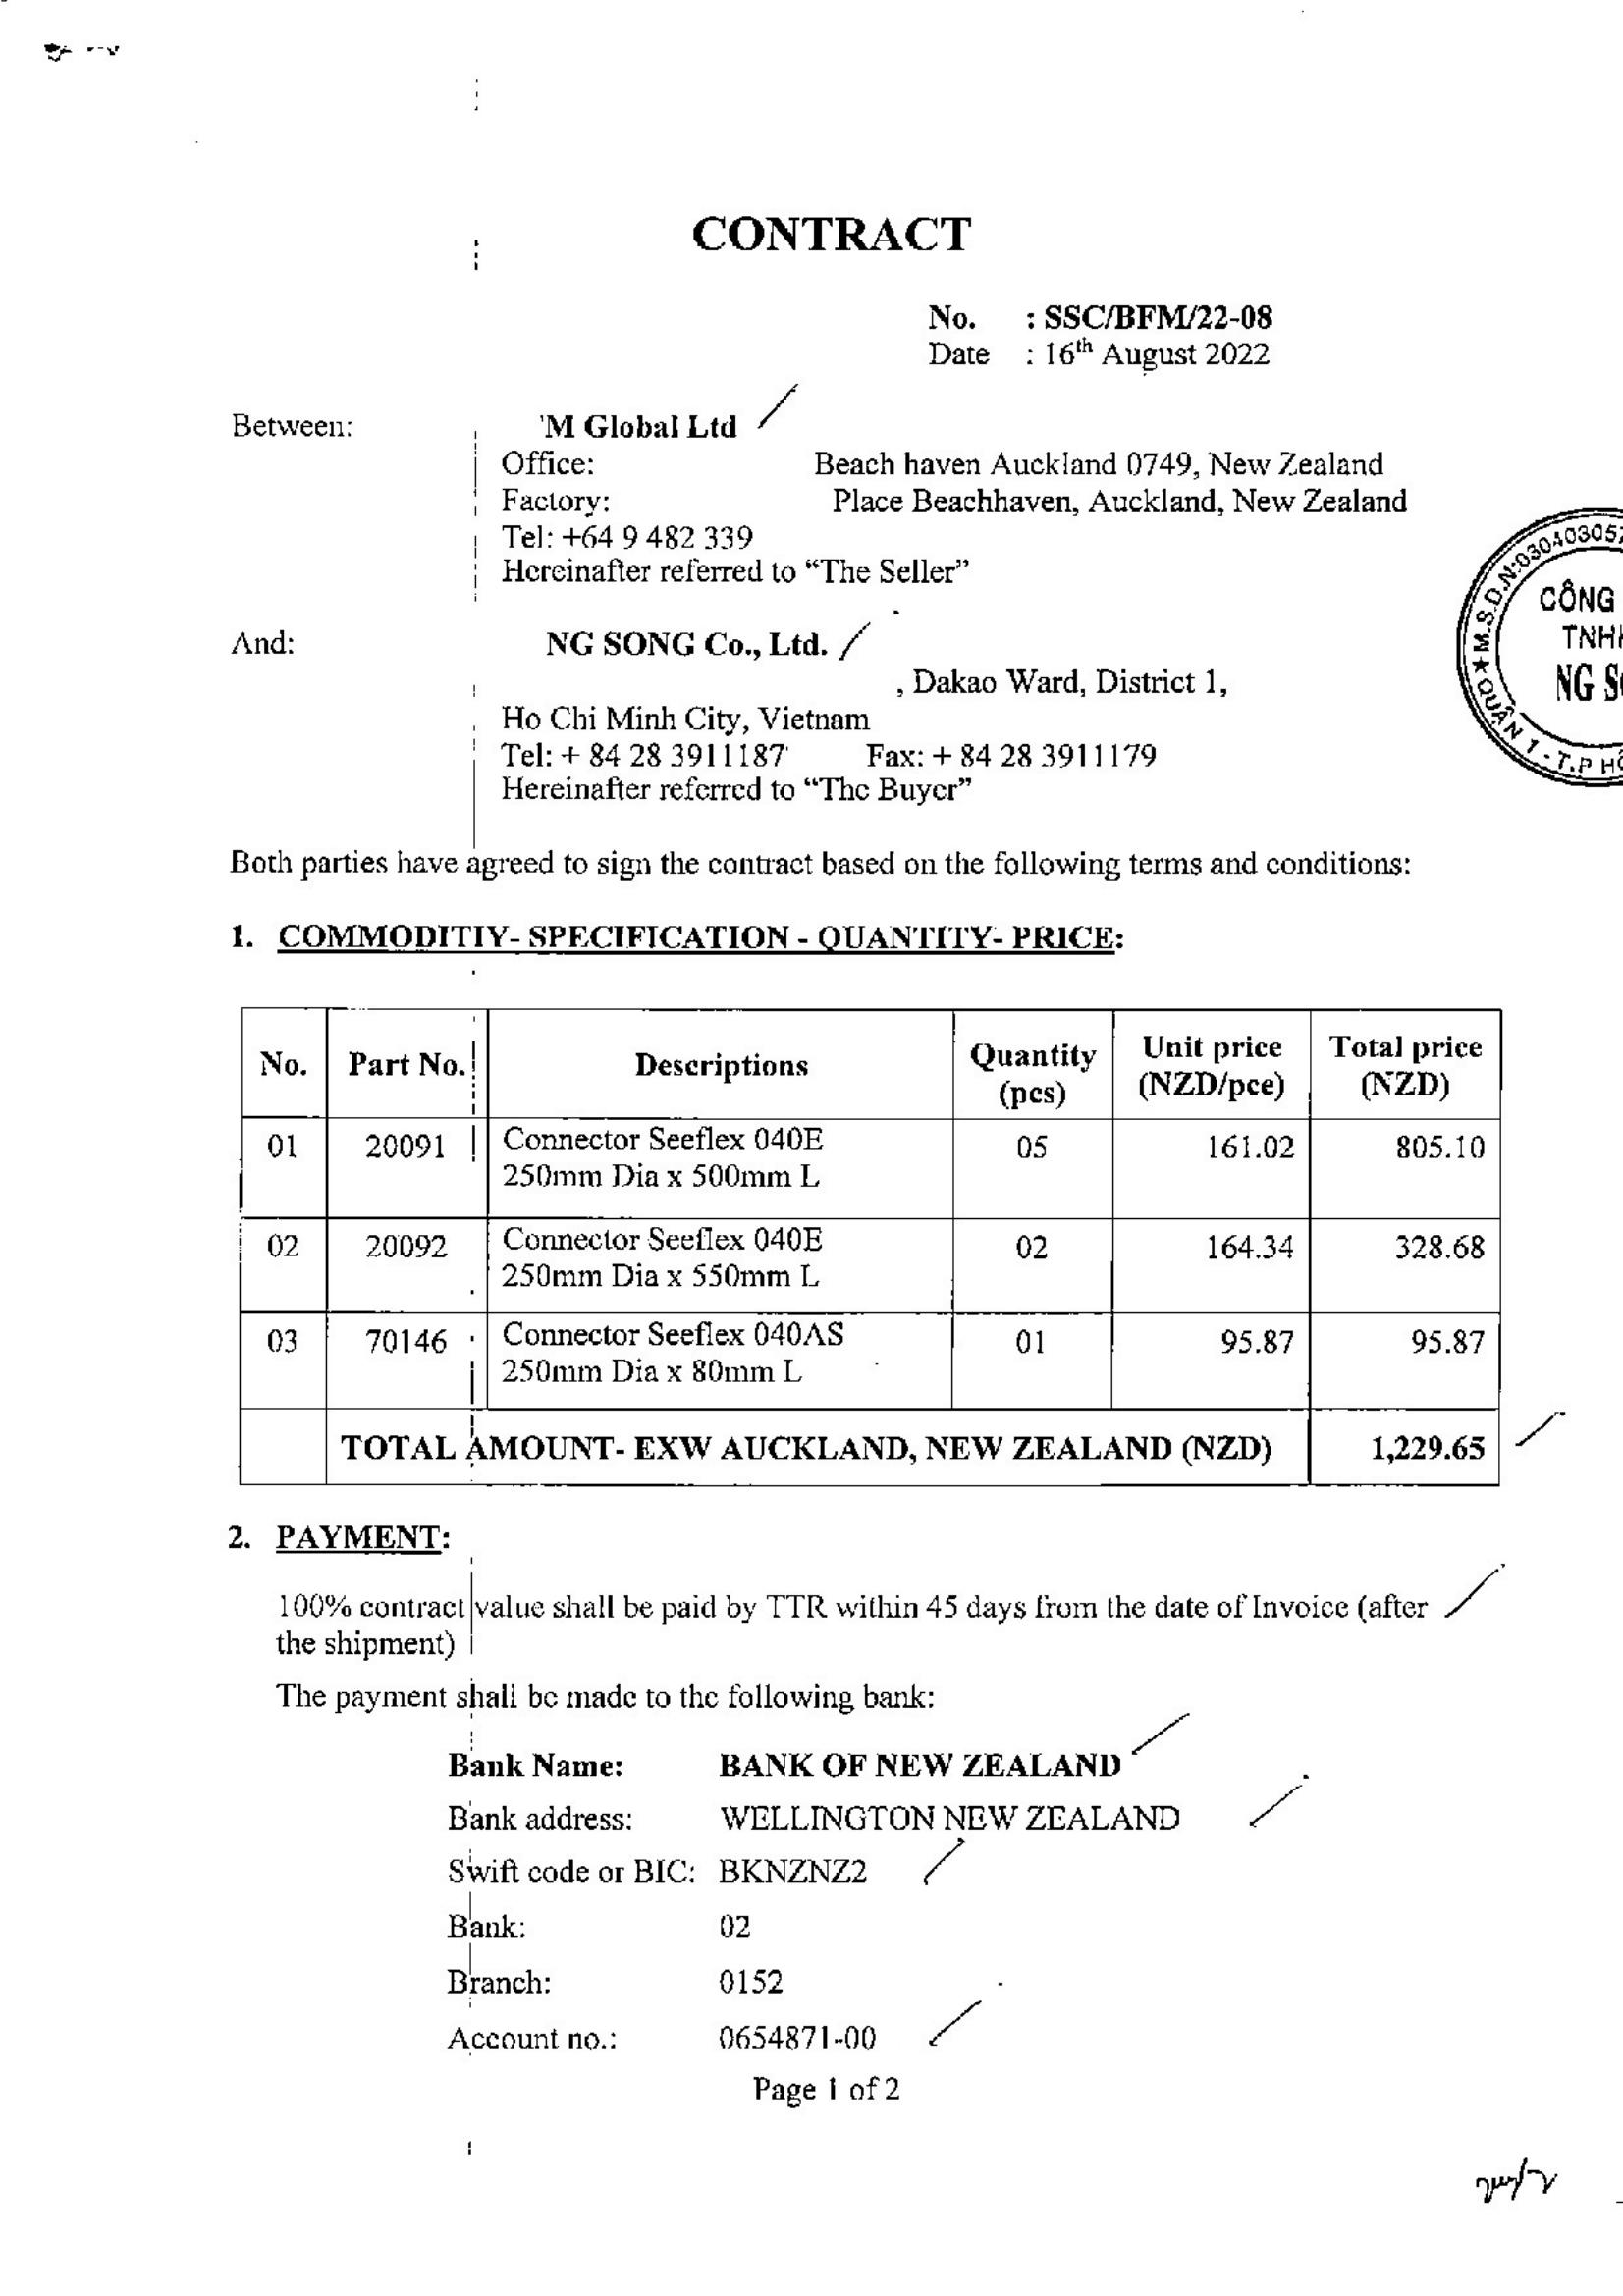 CONTRACT
No. : SSC/BFM/22-08
Date : 16th August 2022
Between: 'M Global Ltd
Office: Beach haven Auckland 0749, New Zealand
Factory: Place Beachhaven, Auckland, New Zealand
Tel: +64 9 482 339
Hereinafter referred to “The Seller”
And: NG SONG Co., Ltd.
, Dakao Ward, District 1,
Ho Chi Minh City, Vietnam
Tel: + 84 28 3911187 Fax: + 84 28 3911179
Hereinafter referred to “The Buyer”
M.S.D.N:03040305
CÔNG
TNHH
NG S
QUẬN 1 - T.P HỒ
Both parties have agreed to sign the contract based on the following terms and conditions:
1. COMMODITIY- SPECIFICATION - QUANTITY- PRICE:
No. Part No. Descriptions Quantity (pcs) Unit price (NZD/pce) Total price (NZD)
01 20091 Connector Seeflex 040E 05 161.02 805.10
250mm Dia x 500mm L
02 20092 Connector Seeflex 040E 02 164.34 328.68
250mm Dia x 550mm L
03 70146 Connector Seeflex 040AS 01 95.87 95.87
250mm Dia x 80mm L
TOTAL AMOUNT- EXW AUCKLAND, NEW ZEALAND (NZD) 1,229.65
2. PAYMENT:
100% contract value shall be paid by TTR within 45 days from the date of Invoice (after
the shipment)
The payment shall be made to the following bank:
Bank Name: BANK OF NEW ZEALAND
Bank address: WELLINGTON NEW ZEALAND
Swift code or BIC: BKNZNZ2
Bank: 02
Branch: 0152
Account no.: 0654871-00
Page 1 of 2